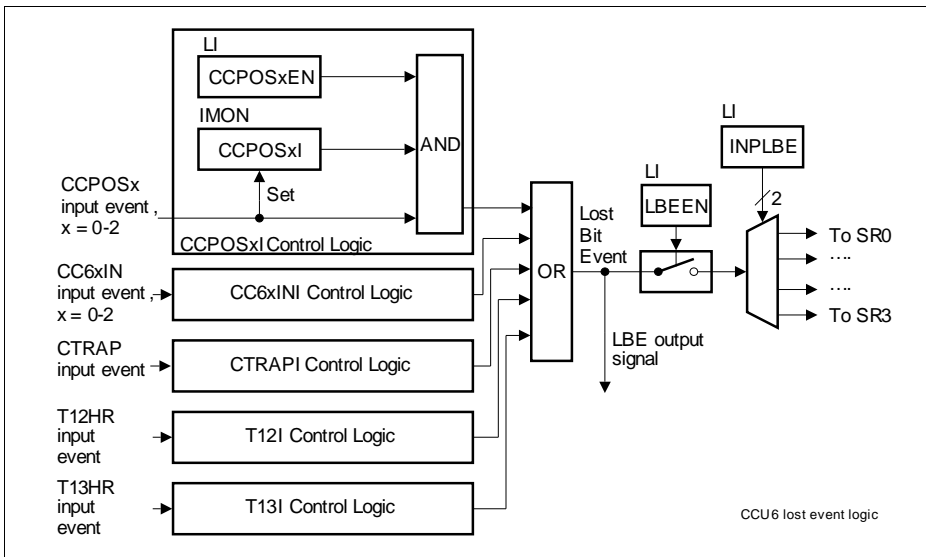 LI
CCPOSxEN
IMON
CCPOSxI
AND
Set
CCPOSx
input event ,
x = 0-2
CCPOSxI Control Logic
CC6xIN
input event ,
x = 0-2
CC6xINI Control Logic
CTRAP
input event
CTRAPI Control Logic
T12HR
input
event
T12I Control Logic
T13HR
input
event
T13I Control Logic
OR
Lost
Bit
Event
LBE output
signal
LI
LBEEN
LI
INPLBE
2
To SR0
....
....
To SR3
CCU6 lost event logic